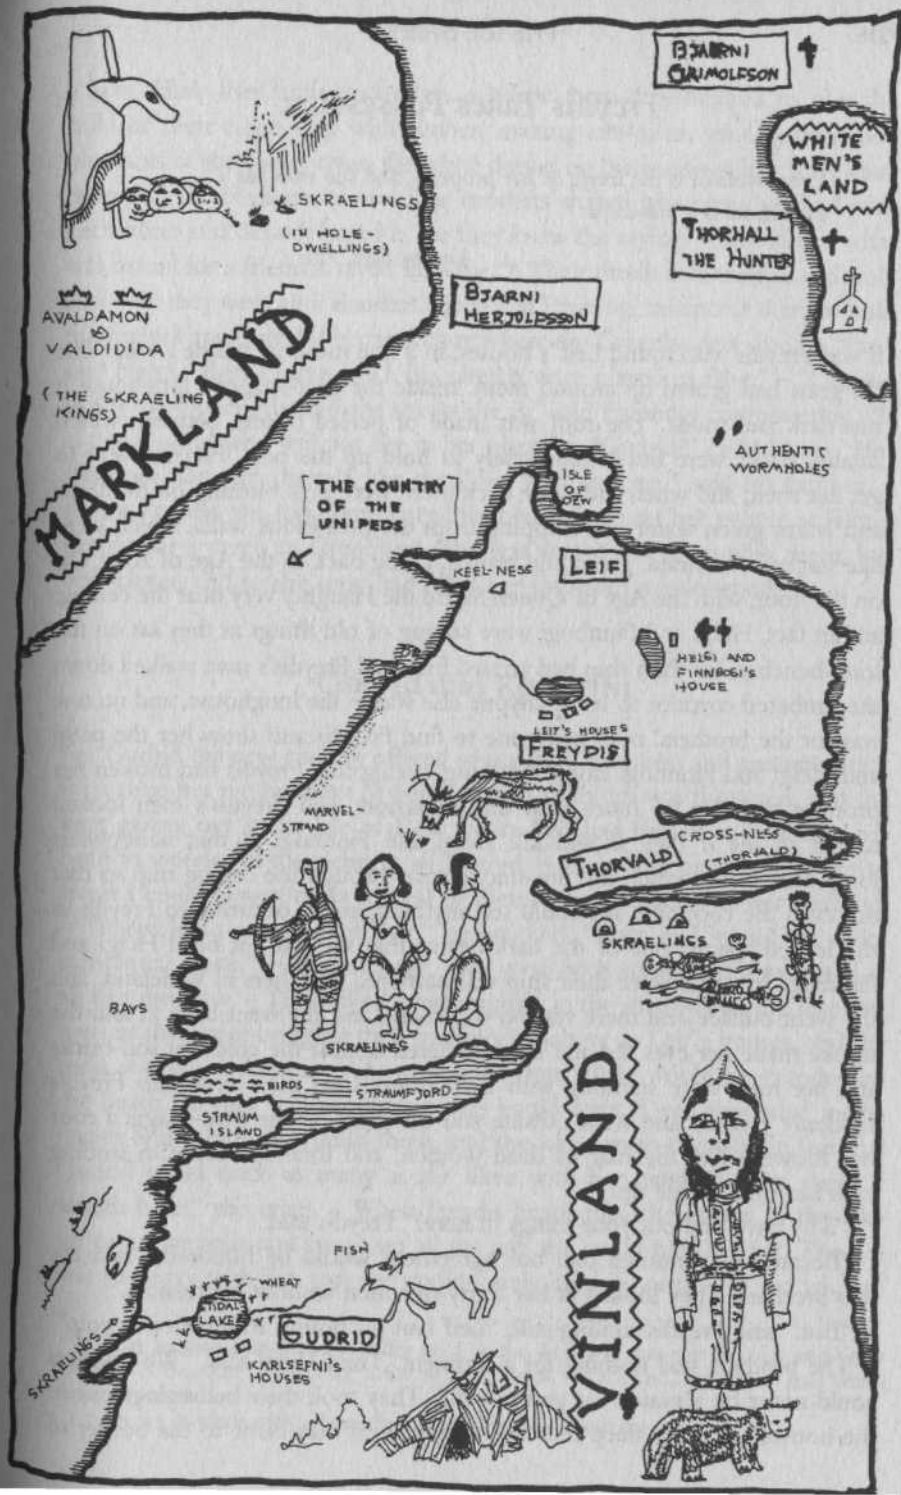 BJARNI
GRIMOLFSON
WHITE
MEN'S
LAND
SKRAELINGS
(IN HOLE-
DWELLINGS)
THORHALL
THE HUNTER
BJARNI
HERJOLDSSON
AVALDAMON
&
VALDIDIDA
(THE SKRAELING
KINGS)
MARKLAND
AUTHENTIC
WORMHOLES
THE COUNTRY
OF THE
UNIPEDS
ISLE
OF
DEW
KEEL-NESS
LEIF
HELGI AND
FINNBOGI'S
HOUSE
LEIF'S HOUSES
FREYDIS
MARVEL-
STRAND
THORVALD
CROSS-NESS
(THORVALD)
SKRAELINGS
BAYS
SKRAELINGS
BIRDS
STRAUMFJORD
STRAUM
ISLAND
VINLAND
FISH
WHEAT
TIDAL
LAKE
GUDRID
KARLSEFNI'S
HOUSES
SKRAELINGS